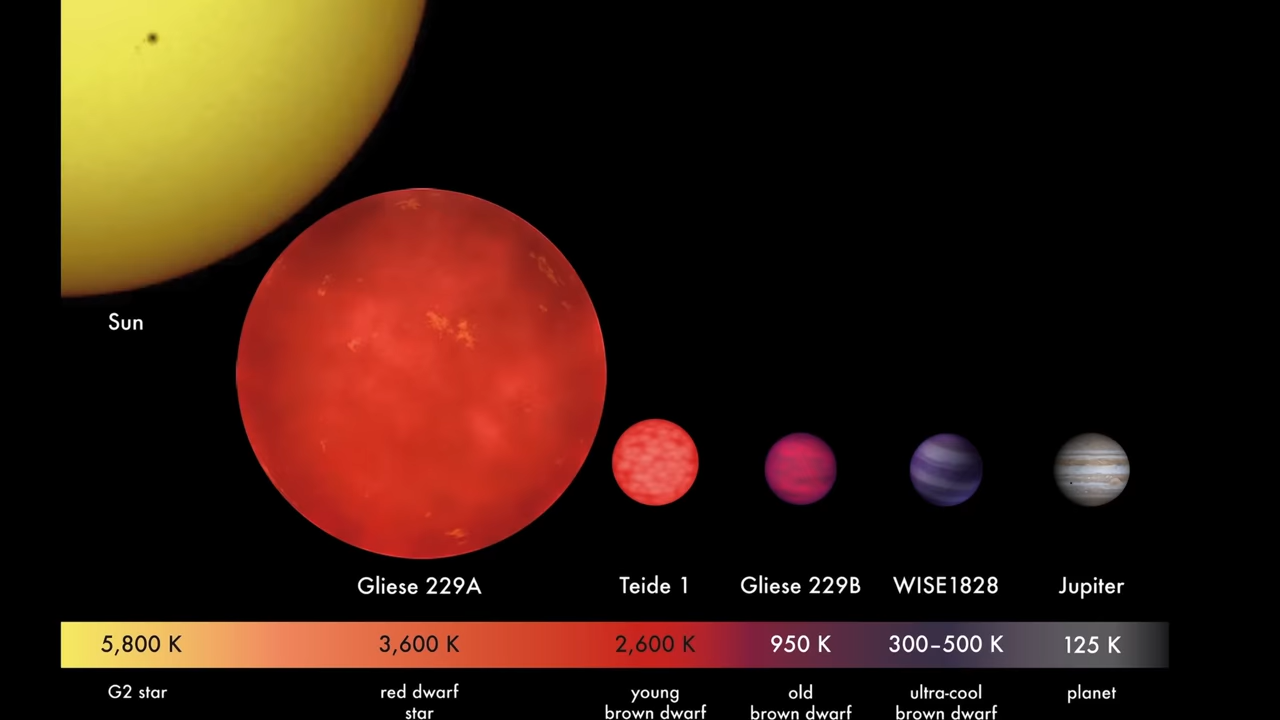 Sun
Gliese 229A
Teide 1
Gliese 229B
WISE1828
Jupiter
5,800 K
3,600 K
2,600 K
950 K
300–500 K
125 K
G2 star
red dwarf
star
young
brown dwarf
old
brown dwarf
ultra-cool
brown dwarf
planet